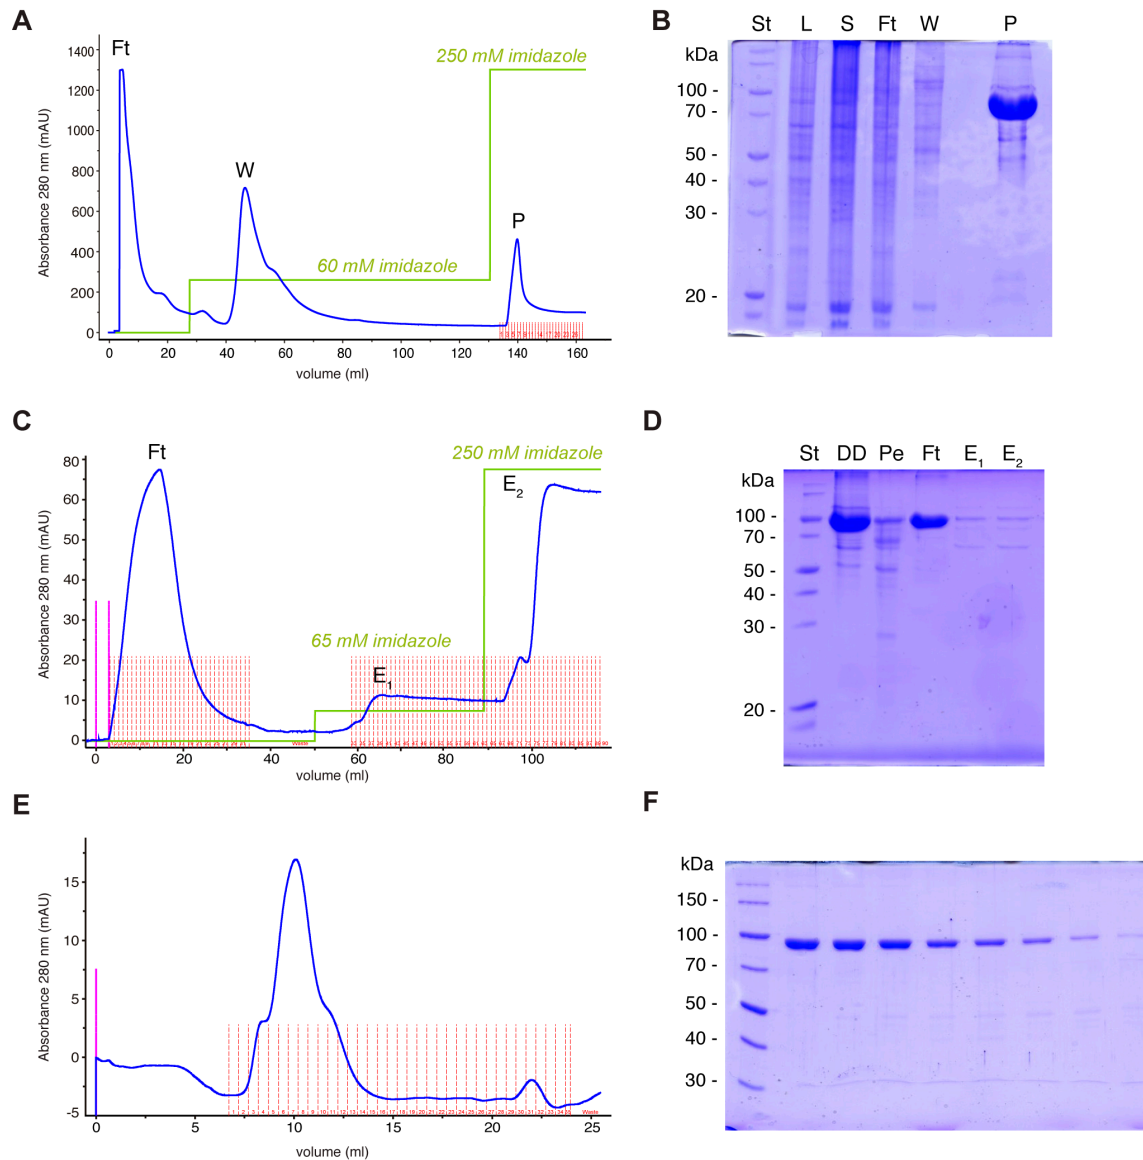 A
1400
1200
1000
800
600
400
200
0
Absorbance 280 nm (mAU)
Ft
W
P
250 mM imidazole
60 mM imidazole
0 20 40 60 80 100 120 140 160
volume (ml)
B
St L S Ft W P
kDa
100 -
70 -
50 -
40 -
30 -
20 -
C
80
60
50
40
30
20
10
0
Absorbance 280 nm (mAU)
Ft
250 mM imidazole
E2
65 mM imidazole
E1
Waste
0 20 40 60 80 100
volume (ml)
D
St DD Pe Ft E1 E2
kDa
100 -
70 -
50 -
40 -
30 -
20 -
E
15
10
5
0
-5
Absorbance 280 nm (mAU)
Waste
0 5 10 15 20 25
volume (ml)
F
kDa
150 -
100 -
70 -
50 -
40 -
30 -